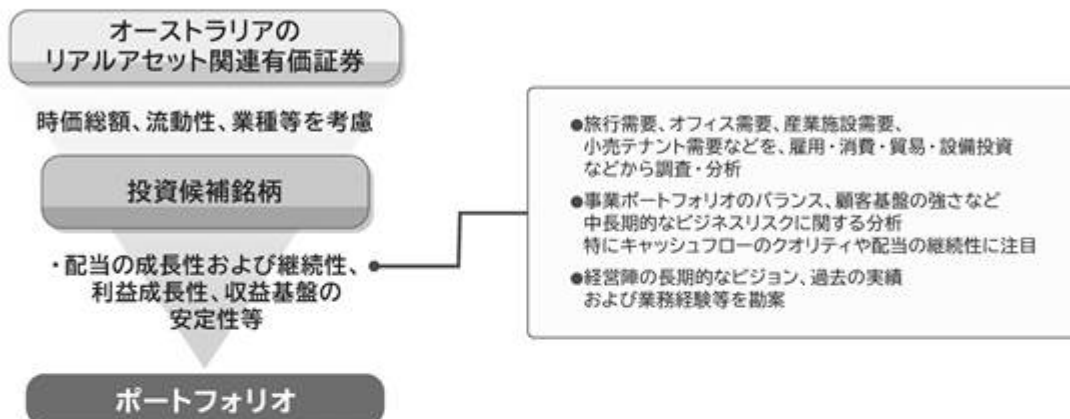 オーストラリアの
リアルアセット関連有価証券
時価総額、流動性、業種等を考慮
投資候補銘柄
・配当の成長性および継続性、
利益成長性、収益基盤の
安定性等
ポートフォリオ
●旅行需要、オフィス需要、産業施設需要、
小売テナント需要などを、雇用・消費・貿易・設備投資
などから調査・分析
●事業ポートフォリオのバランス、顧客基盤の強さなど
中長期的なビジネスリスクに関する分析
特にキャッシュフローのクオリティや配当の継続性に注目
●経営陣の長期的なビジョン、過去の実績
および業務経験等を勘案